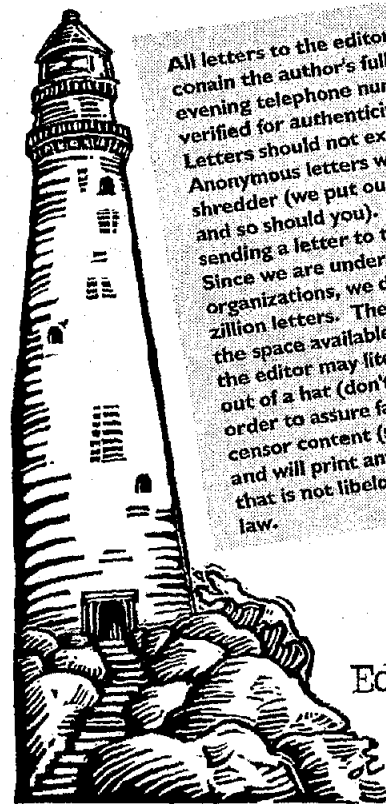 All letters to the editor
conain the author's full
evening telephone nu
verified for authentici
Letters should not ex
Anonymous letters w
shredder (we put ou
and so should you).
sending a letter to t
Since we are under
organizations, we d
zillion letters. The
the space available
the editor may lite
out of a hat (don'
order to assure fa
censor content (
and will print an
that is not libelo
law.
Ed